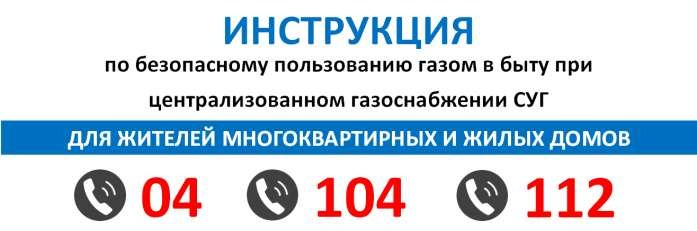 ИНСТРУКЦИЯ
по безопасному пользованию газом в быту при
централизованном газоснабжении СУГ
ДЛЯ ЖИТЕЛЕЙ МНОГОКВАРТИРНЫХ И ЖИЛЫХ ДОМОВ
04 104 112